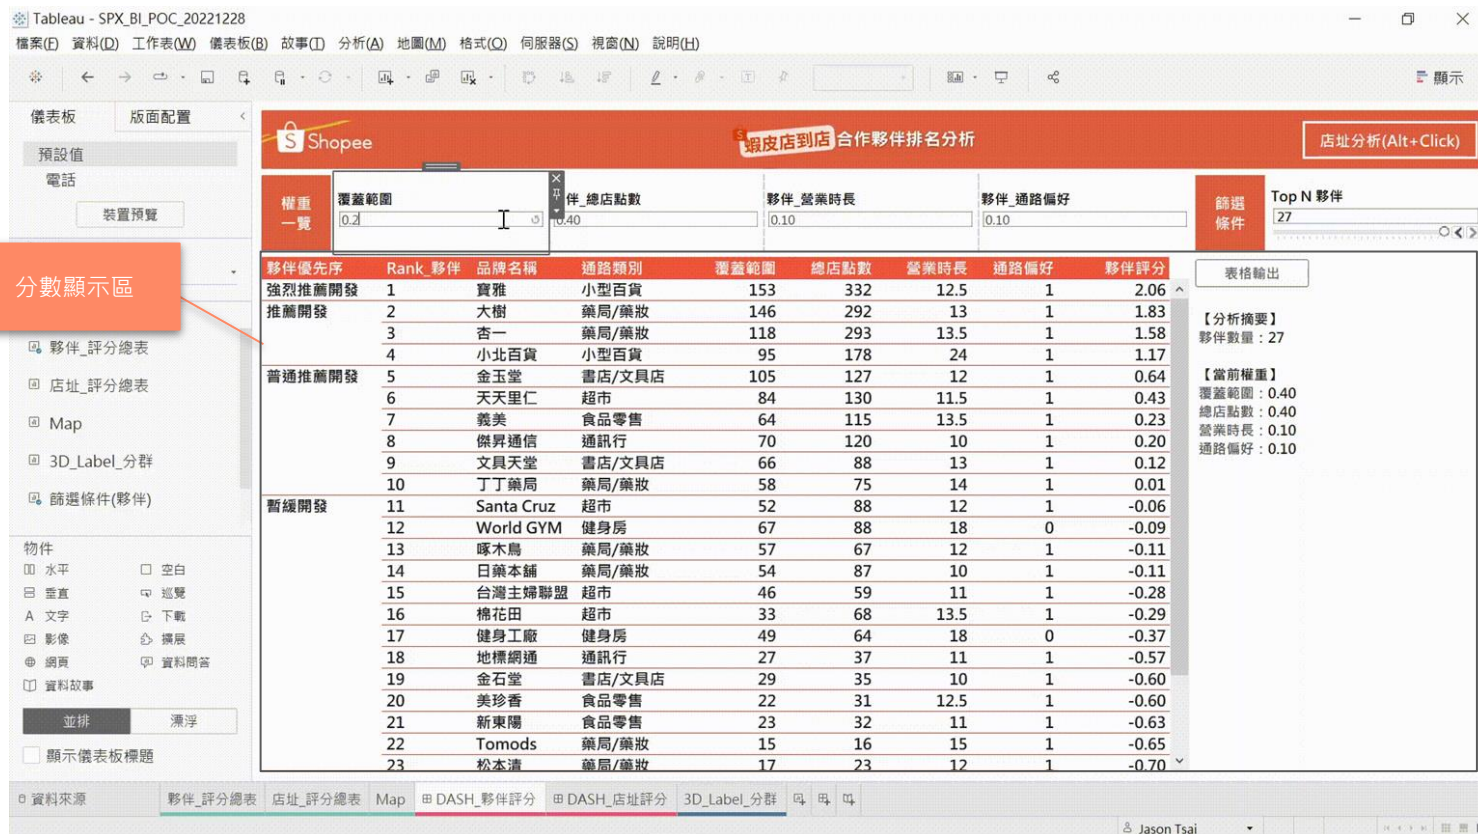 Tableau - SPX_BI_POC_20221228
檔案(F) 資料(D) 工作表(W) 儀表板(B) 故事(T) 分析(A) 地圖(M) 格式(O) 伺服器(S) 視窗(N) 說明(H)
顯示
儀表板 版面配置
預設值
電話
裝置預覽
分數顯示區
夥伴_評分總表
店址_評分總表
Map
3D_Label_分群
篩選條件(夥伴)
物件
水平 空白
垂直 巡覽
A 文字 下載
影像 擴展
網頁 資料問答
資料故事
並排 漂浮
顯示儀表板標題
Shopee
蝦皮店到店 合作夥伴排名分析
店址分析(Alt+Click)
權重一覽
覆蓋範圍 伴_總店點數 夥伴_營業時長 夥伴_通路偏好
0.2 0.40 0.10 0.10
篩選條件
Top N 夥伴
27
夥伴優先序 Rank_夥伴 品牌名稱 通路類別 覆蓋範圍 總店點數 營業時長 通路偏好 夥伴評分
強烈推薦開發 1 寶雅 小型百貨 153 332 12.5 1 2.06
推薦開發 2 大樹 藥局/藥妝 146 292 13 1 1.83
3 杏一 藥局/藥妝 118 293 13.5 1 1.58
4 小北百貨 小型百貨 95 178 24 1 1.17
普通推薦開發 5 金玉堂 書店/文具店 105 127 12 1 0.64
6 天天里仁 超市 84 130 11.5 1 0.43
7 義美 食品零售 64 115 13.5 1 0.23
8 傑昇通信 通訊行 70 120 10 1 0.20
9 文具天堂 書店/文具店 66 88 13 1 0.12
10 丁丁藥局 藥局/藥妝 58 75 14 1 0.01
暫緩開發 11 Santa Cruz 超市 52 88 12 1 -0.06
12 World GYM 健身房 67 88 18 0 -0.09
13 啄木鳥 藥局/藥妝 57 67 12 1 -0.11
14 日藥本舖 藥局/藥妝 54 87 10 1 -0.11
15 台灣主婦聯盟 超市 46 59 11 1 -0.28
16 棉花田 超市 33 68 13.5 1 -0.29
17 健身工廠 健身房 49 64 18 0 -0.37
18 地標網通 通訊行 27 37 11 1 -0.57
19 金石堂 書店/文具店 29 35 10 1 -0.60
20 美珍香 食品零售 22 31 12.5 1 -0.60
21 新東陽 食品零售 23 32 11 1 -0.63
22 Tomods 藥局/藥妝 15 16 15 1 -0.65
23 松本清 藥局/藥妝 17 23 12 1 -0.70
表格輸出
【分析摘要】
夥伴數量：27
【當前權重】
覆蓋範圍：0.40
總店點數：0.40
營業時長：0.10
通路偏好：0.10
資料來源 夥伴_評分總表 店址_評分總表 Map DASH_夥伴評分 DASH_店址評分 3D_Label_分群
Jason Tsai